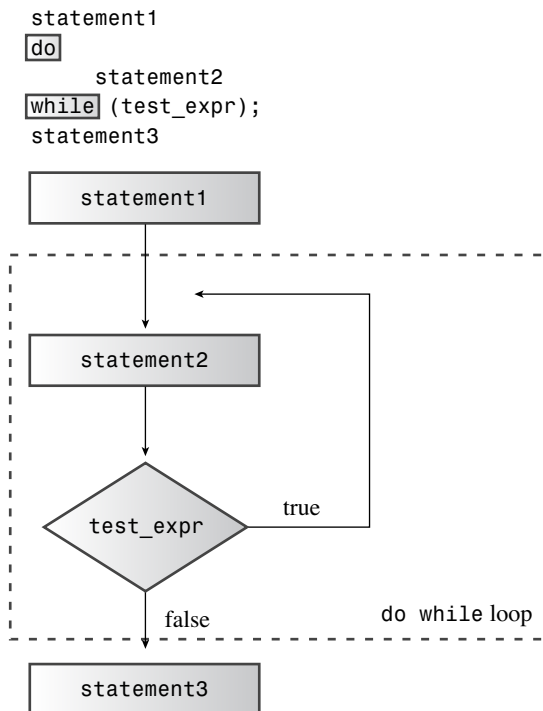 statement1
do
statement2
while (test_expr);
statement3
statement1
statement2
test_expr
true
false
do while loop
statement3